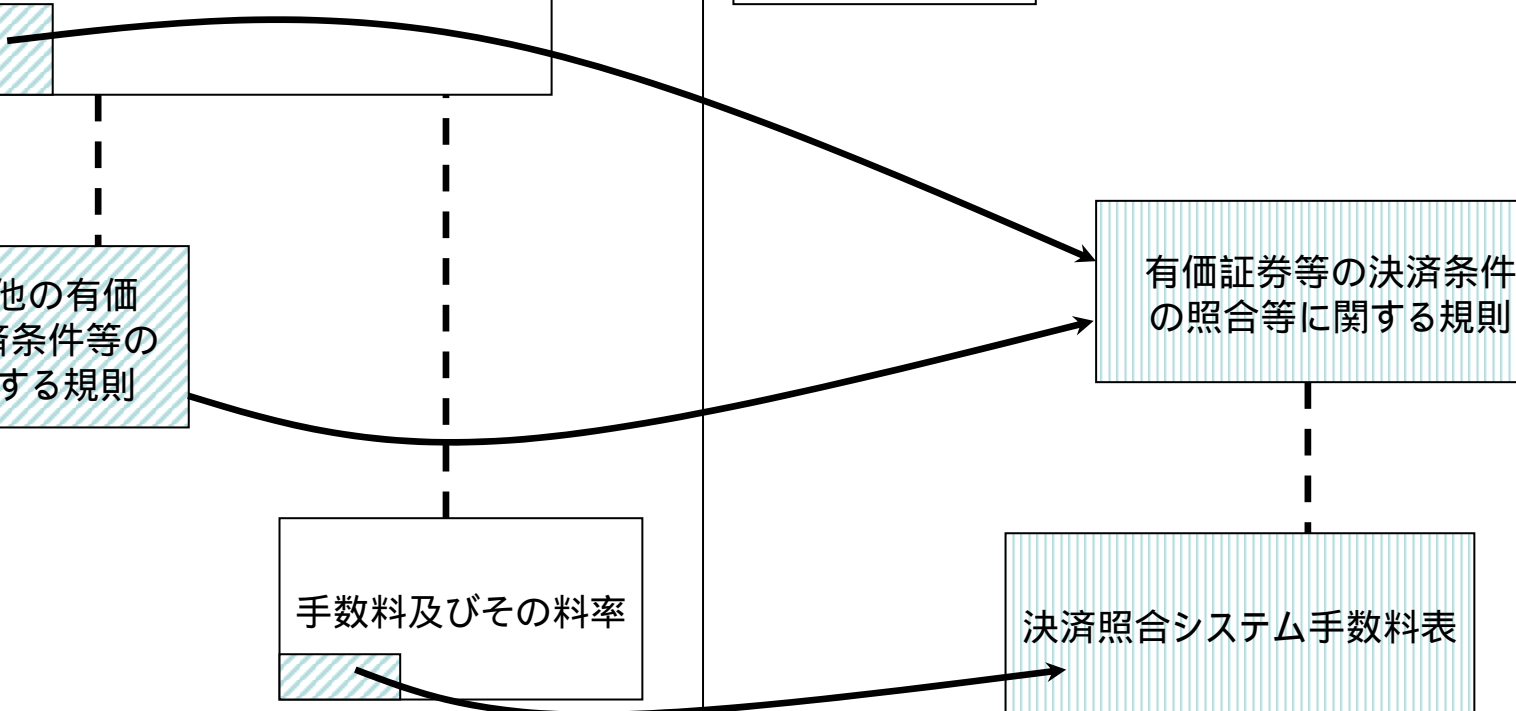 有価証券等の決済条件
の照合等に関する規則
他の有価
済条件等の
する規則
手数料及びその料率
決済照合システム手数料表